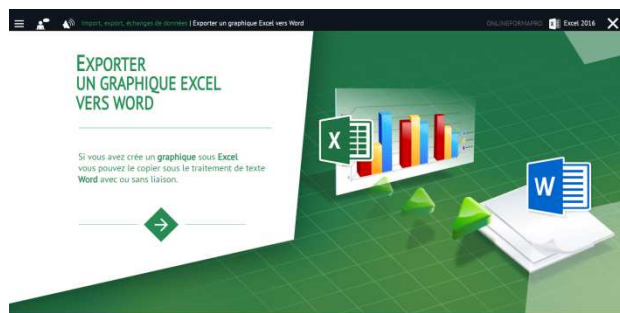 Import, export, échanges de données | Exporter un graphique Excel vers Word
ONLINEFORMAPRO
Excel 2016
EXPORTER
UN GRAPHIQUE EXCEL
VERS WORD
Si vous avez crée un graphique sous Excel
vous pouvez le copier sous le traitement de texte
Word avec ou sans liaison.
X
W